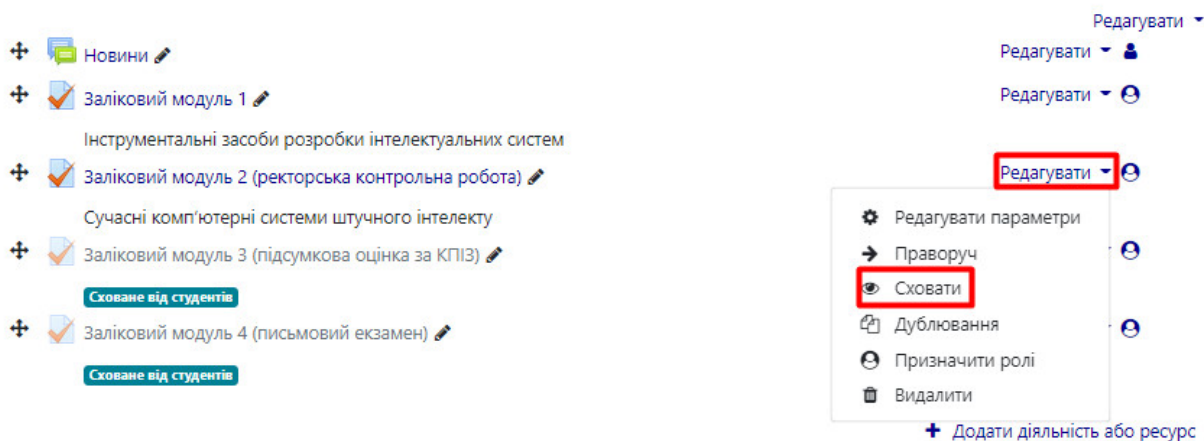 Редагувати
Новини
Редагувати
Заліковий модуль 1
Редагувати
Інструментальні засоби розробки інтелектуальних систем
Заліковий модуль 2 (ректорська контрольна робота)
Редагувати
Сучасні комп'ютерні системи штучного інтелекту
Редагувати параметри
Заліковий модуль 3 (підсумкова оцінка за КПІЗ)
Праворуч
Сховане від студентів
Сховати
Заліковий модуль 4 (письмовий екзамен)
Дублювання
Призначити ролі
Сховане від студентів
Видалити
Додати діяльність або ресурс